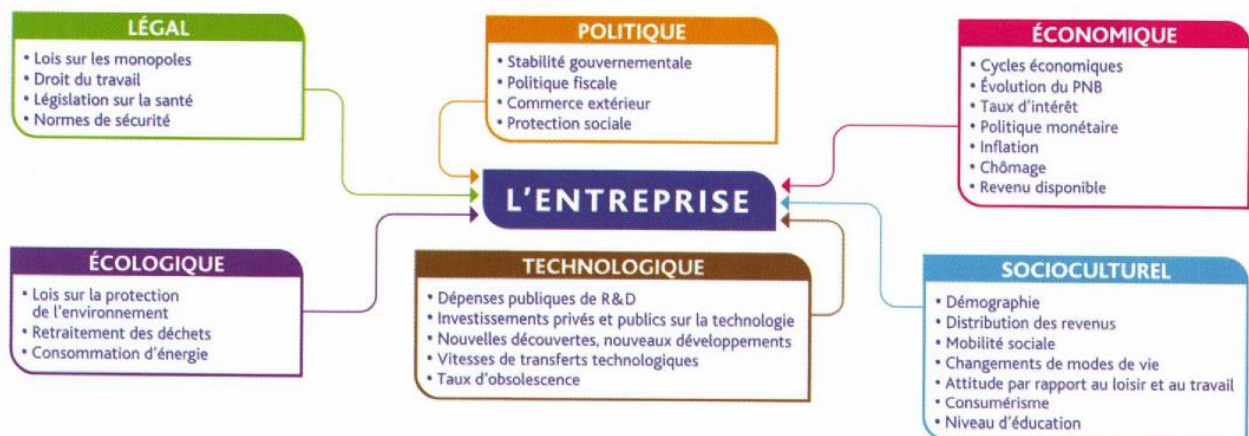 LÉGAL
• Lois sur les monopoles
• Droit du travail
• Législation sur la santé
• Normes de sécurité
POLITIQUE
• Stabilité gouvernementale
• Politique fiscale
• Commerce extérieur
• Protection sociale
ÉCONOMIQUE
• Cycles économiques
• Évolution du PNB
• Taux d'intérêt
• Politique monétaire
• Inflation
• Chômage
• Revenu disponible
L'ENTREPRISE
ÉCOLOGIQUE
• Lois sur la protection
de l'environnement
• Retraitement des déchets
• Consommation d'énergie
TECHNOLOGIQUE
• Dépenses publiques de R&D
• Investissements privés et publics sur la technologie
• Nouvelles découvertes, nouveaux développements
• Vitesses de transferts technologiques
• Taux d'obsolescence
SOCIOCULTUREL
• Démographie
• Distribution des revenus
• Mobilité sociale
• Changements de modes de vie
• Attitude par rapport au loisir et au travail
• Consumérisme
• Niveau d'éducation